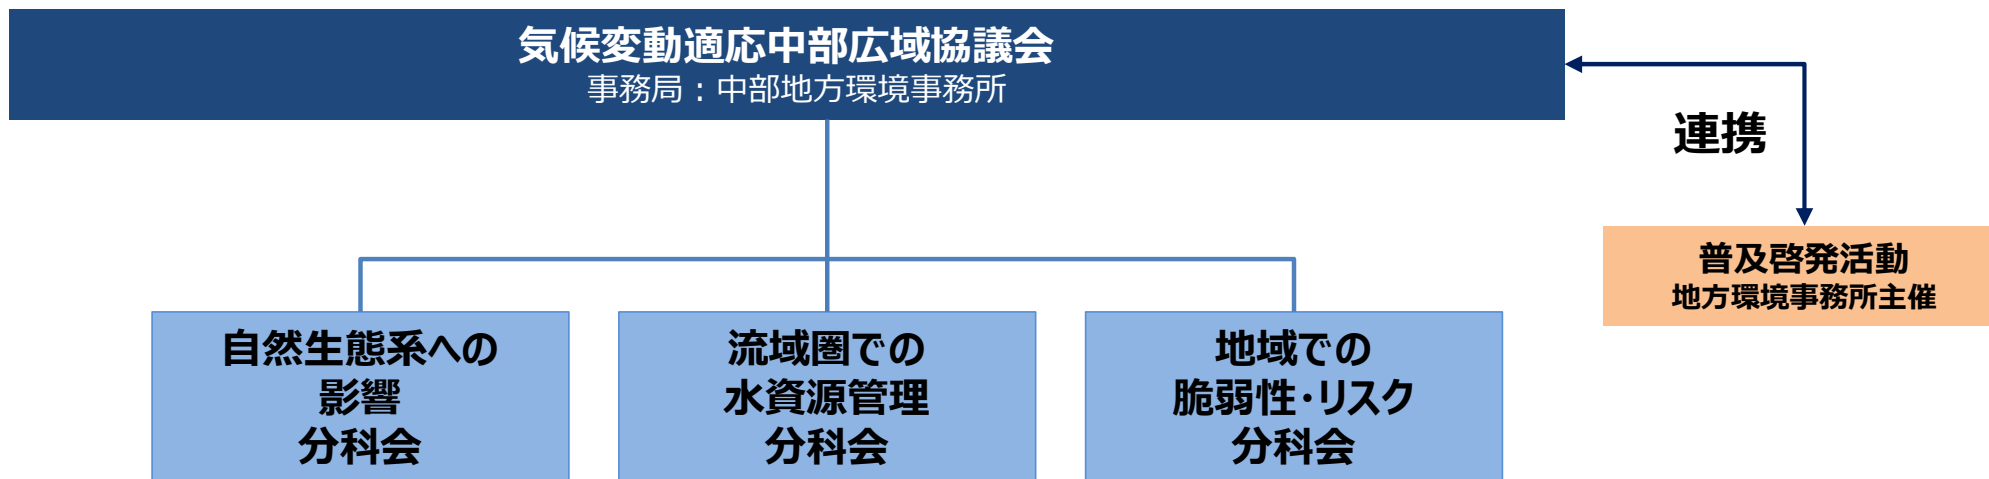 気候変動適応中部広域協議会
事務局：中部地方環境事務所
連携
普及啓発活動
地方環境事務所主催
自然生態系への
影響
分科会
流域圏での
水資源管理
分科会
地域での
脆弱性・リスク
分科会